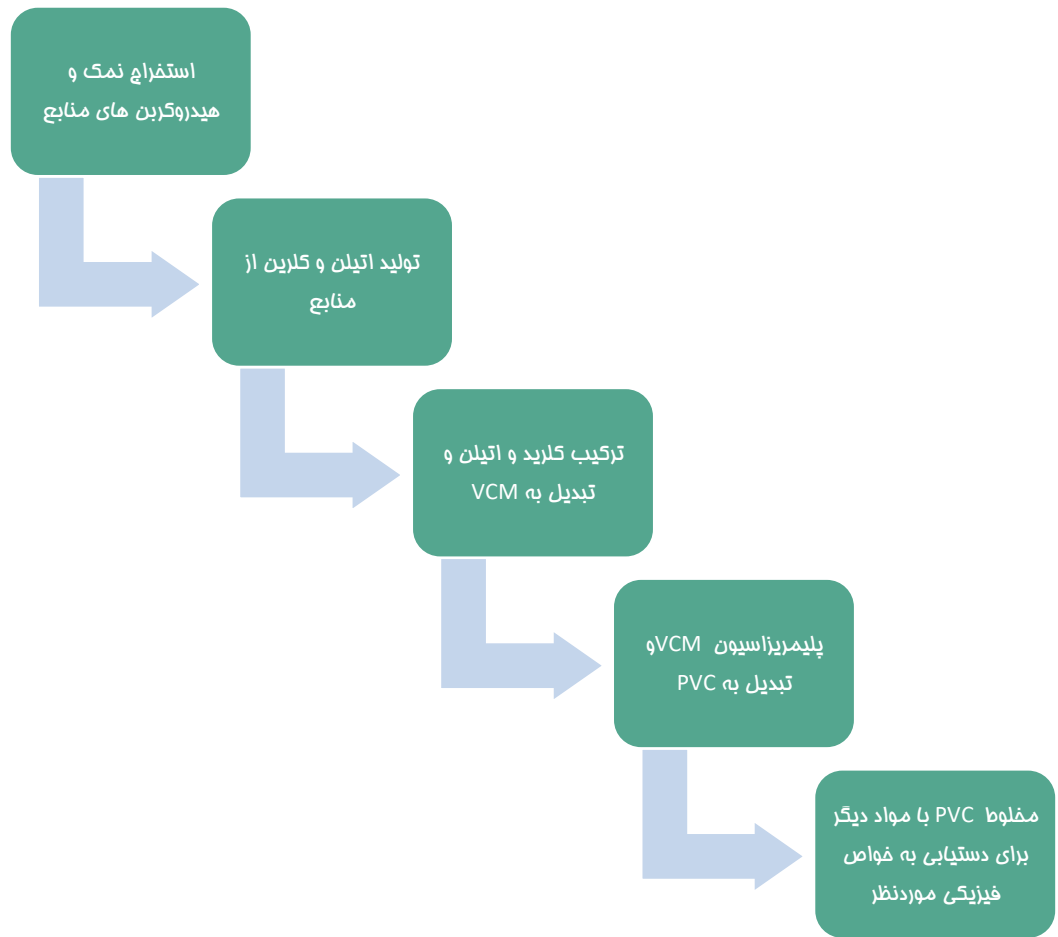 استخراج نمک و
هیدروکربن های منابع
تولید اتیلن و کلرین از
منابع
ترکیب کلرید و اتیلن و
تبدیل به VCM
پلیمریزاسیون VCMو
تبدیل به PVC
مخلوط PVC با مواد دیگر
برای دستیابی به خواص
فیزیکی موردنظر